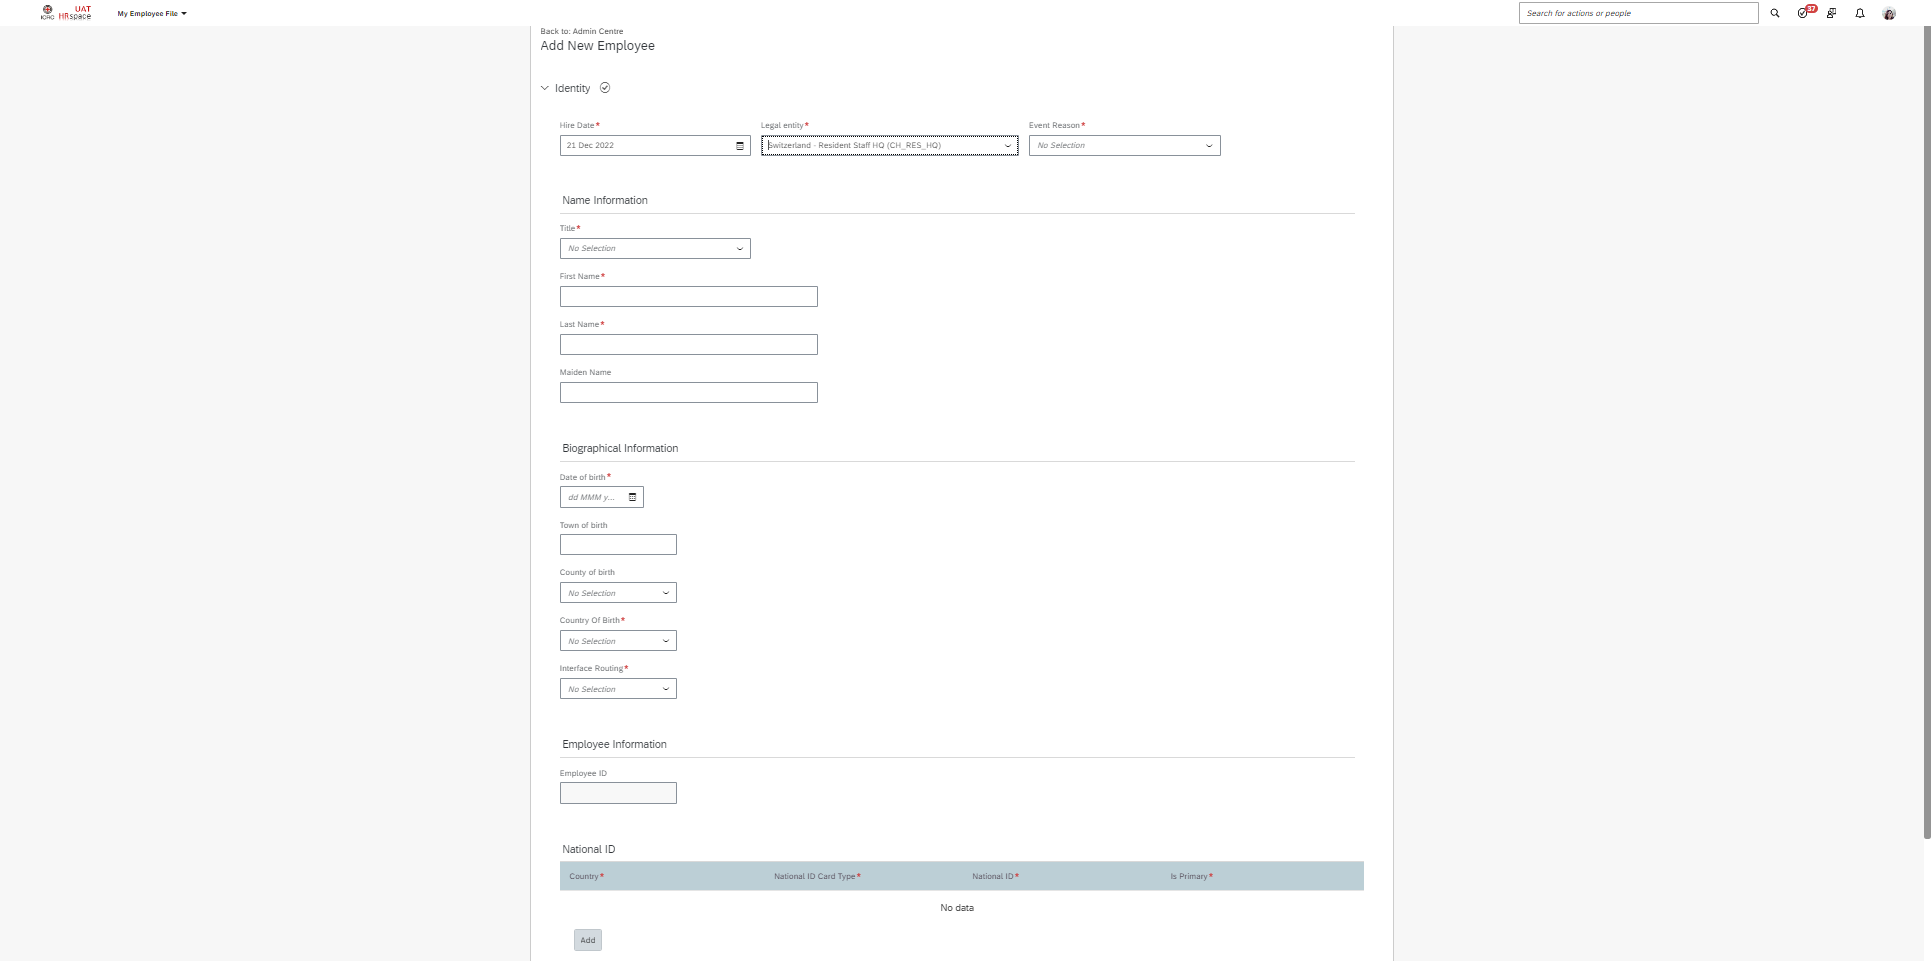 ICRC
UAT
HRspace
My Employee File
Search for actions or people
37
Back to: Admin Centre
Add New Employee
Identity
Hire Date*
Legal entity*
Event Reason*
21 Dec 2022
Switzerland - Resident Staff HQ (CH_RES_HQ)
No Selection
Name Information
Title*
No Selection
First Name*
Last Name*
Maiden Name
Biographical Information
Date of birth*
dd MMM y...
Town of birth
County of birth
No Selection
Country Of Birth*
No Selection
Interface Routing*
No Selection
Employee Information
Employee ID
National ID
Country*
National ID Card Type*
National ID*
Is Primary*
No data
Add